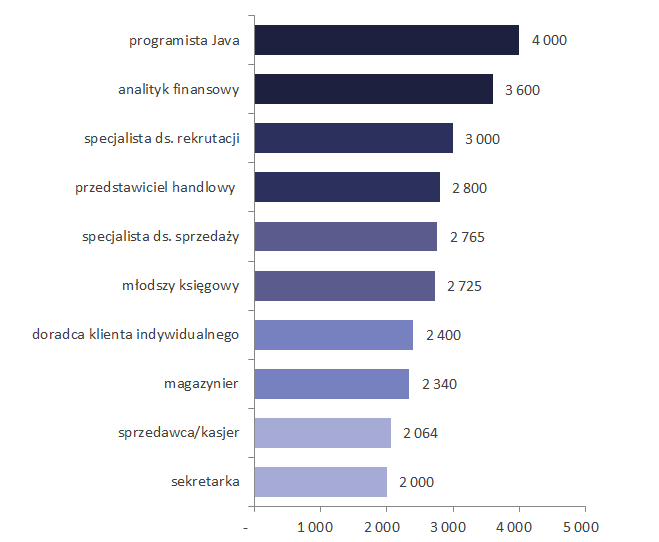 programista Java 4 000
analityk finansowy 3 600
specjalista ds. rekrutacji 3 000
przedstawiciel handlowy 2 800
specjalista ds. sprzedaży 2 765
młodszy księgowy 2 725
doradca klienta indywidualnego 2 400
magazynier 2 340
sprzedawca/kasjer 2 064
sekretarka 2 000
- 1 000 2 000 3 000 4 000 5 000